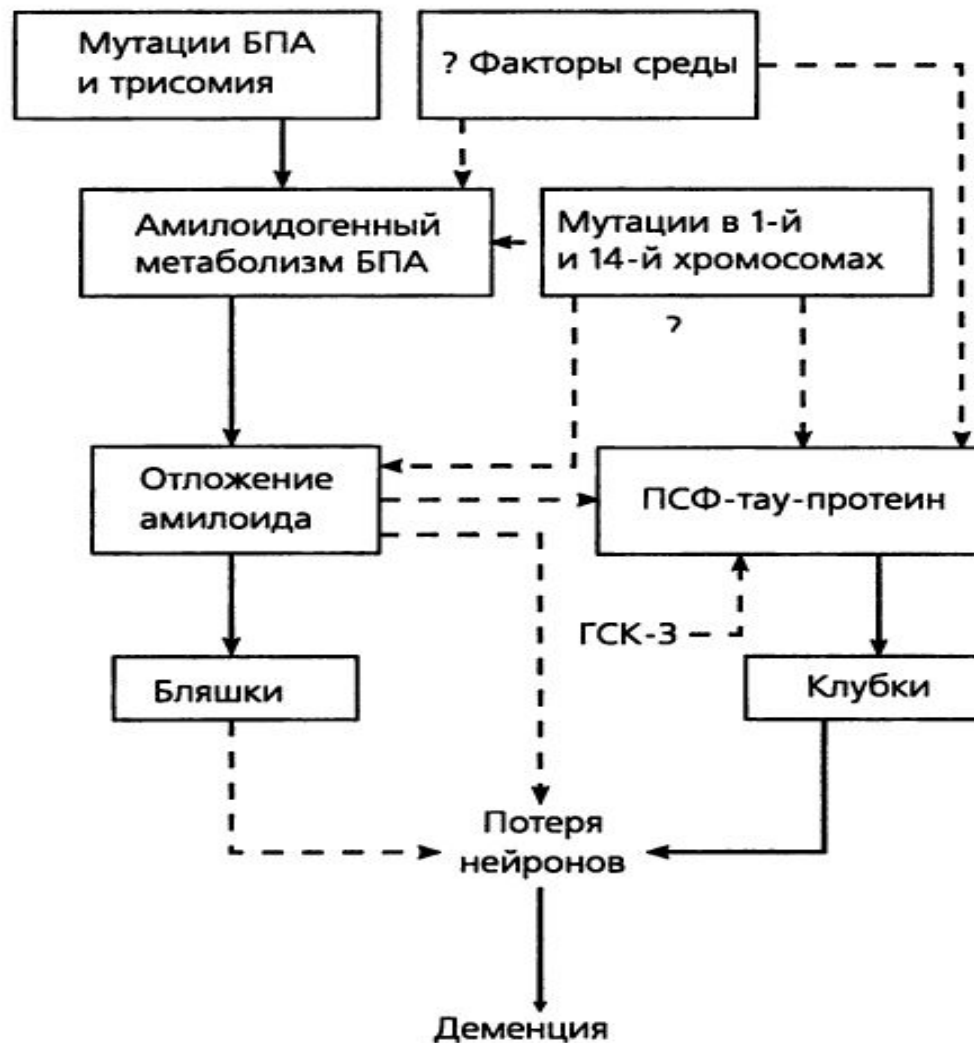 Мутации БПА
и трисомия
? Факторы среды
Амилоидогенный
метаболизм БПА
Мутации в 1-й
и 14-й хромосомах
?
Отложение
амилоида
ПСФ-тау-протеин
ГСК-3
Бляшки
Клубки
Потеря
нейронов
Деменция